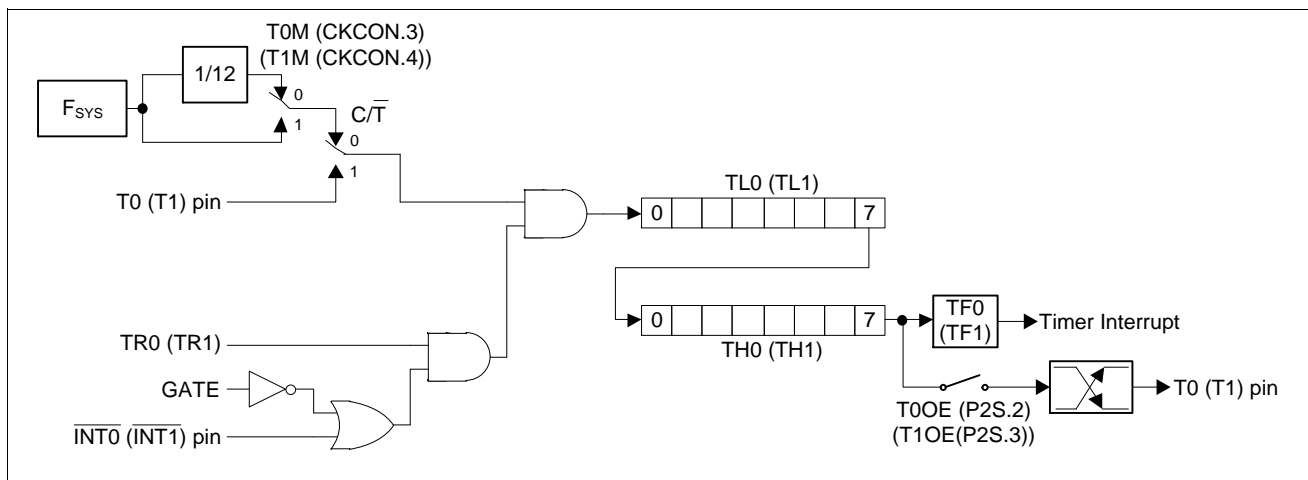 T0M (CKCON.3)
(T1M (CKCON.4))
1/12
FSYS
0
1
C/T̅
0
1
T0 (T1) pin
TL0 (TL1)
0 7
TR0 (TR1)
GATE
I̅N̅T̅0̅ (I̅N̅T̅1̅) pin
0 7
TH0 (TH1)
TF0
(TF1)
Timer Interrupt
T0OE (P2S.2)
(T1OE(P2S.3))
T0 (T1) pin